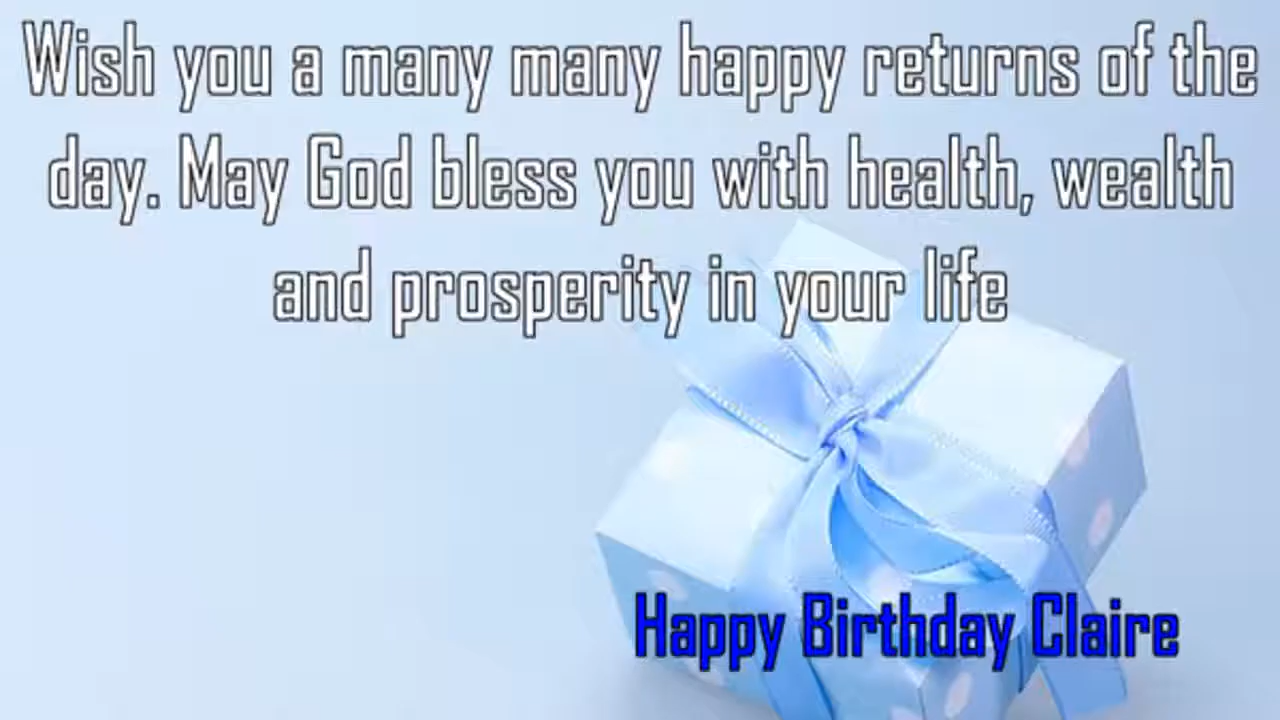 Wish you a many many happy returns of the
day. May God bless you with health, wealth
and prosperity in your life
Happy Birthday Claire